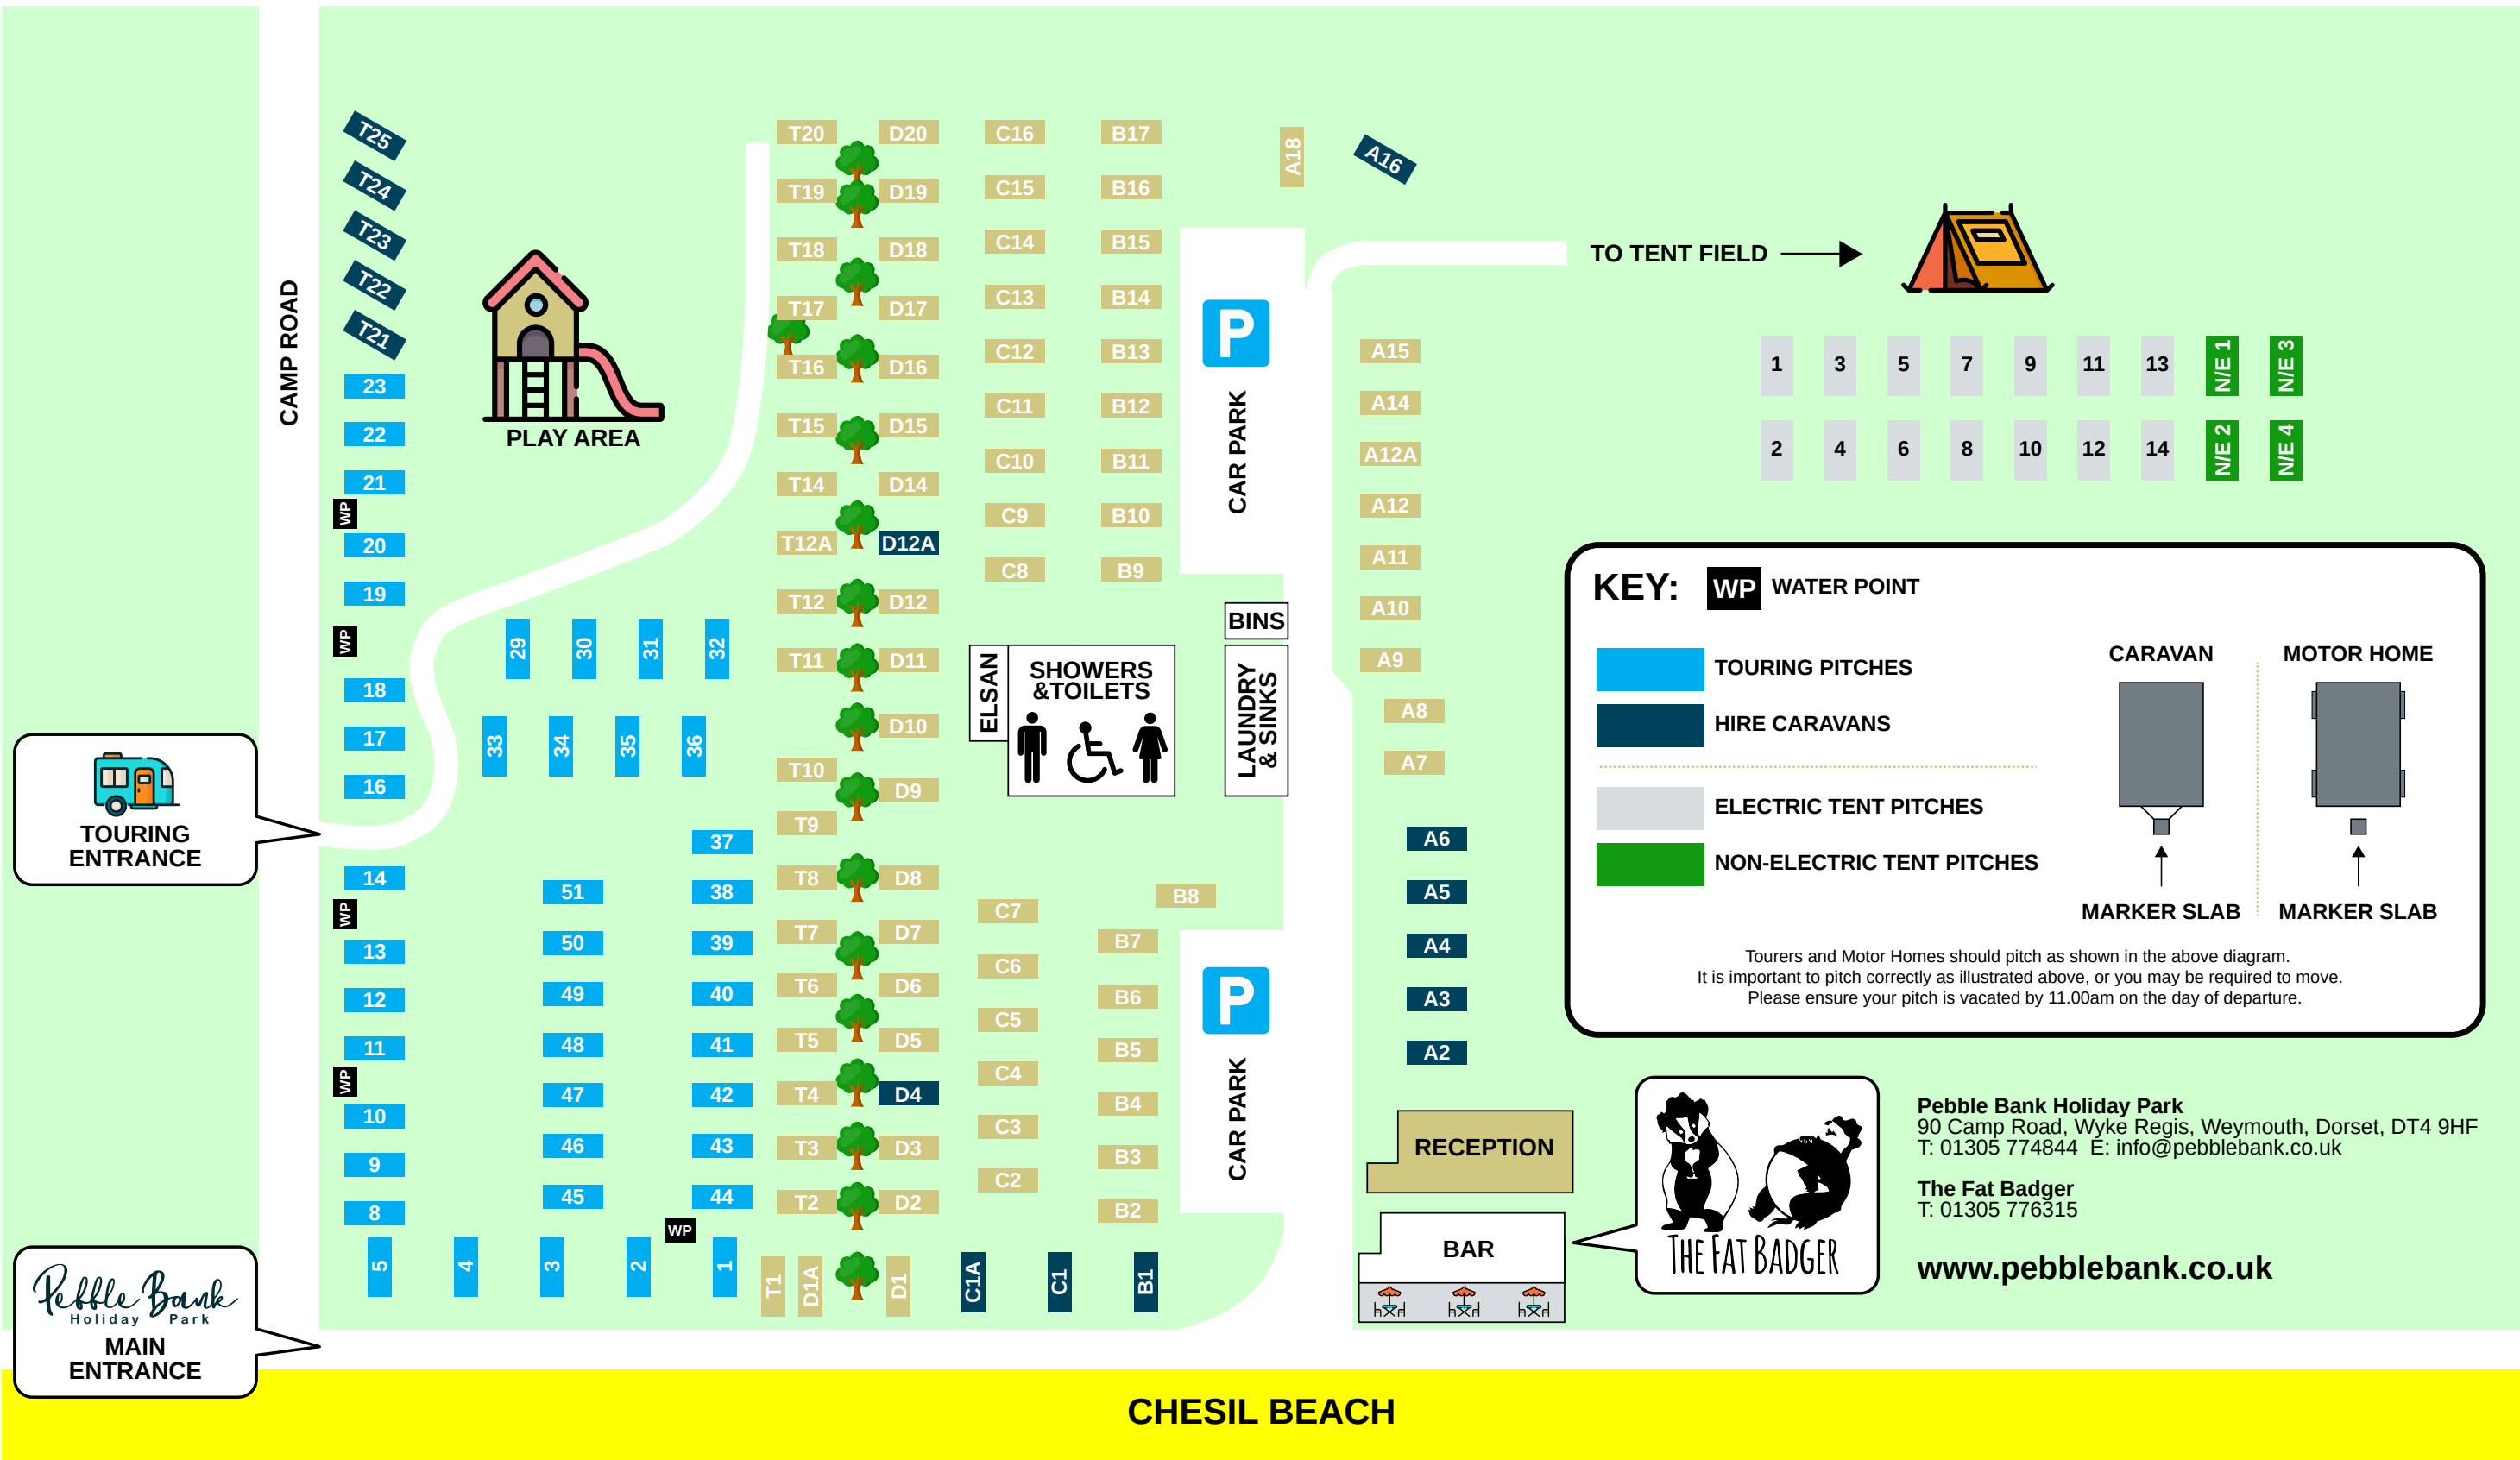 CAMP ROAD
T25
T24
T23
T22
T21
23
22
21
WP
20
19
WP
18
17
16
TOURING
ENTRANCE
14
WP
13
12
11
WP
10
9
8
5
4
3
2
1
WP
Pebble Bank
Holiday Park
MAIN
ENTRANCE
PLAY AREA
29
30
31
32
33
34
35
36
37
51
38
50
39
49
40
48
41
47
42
46
43
45
44
T20
D20
T19
D19
T18
D18
T17
D17
T16
D16
T15
D15
T14
D14
T12A
D12A
T12
D12
T11
D11
D10
T10
D9
T9
T8
D8
T7
D7
T6
D6
T5
D5
T4
D4
T3
D3
T2
D2
T1
D1A
D1
C1A
C1
B1
C16
B17
C15
B16
C14
B15
C13
B14
C12
B13
C11
B12
C10
B11
C9
B10
C8
B9
ELSAN
SHOWERS
&TOILETS
BINS
LAUNDRY
& SINKS
B8
C7
B7
C6
B6
C5
B5
C4
B4
C3
B3
C2
B2
P
CAR PARK
P
CAR PARK
A18
A16
A15
A14
A12A
A12
A11
A10
A9
A8
A7
A6
A5
A4
A3
A2
RECEPTION
BAR
TO TENT FIELD
1
3
5
7
9
11
13
N/E 1
N/E 3
2
4
6
8
10
12
14
N/E 2
N/E 4
KEY:
WP WATER POINT
TOURING PITCHES
HIRE CARAVANS
ELECTRIC TENT PITCHES
NON-ELECTRIC TENT PITCHES
CARAVAN
MOTOR HOME
MARKER SLAB
MARKER SLAB
Tourers and Motor Homes should pitch as shown in the above diagram.
It is important to pitch correctly as illustrated above, or you may be required to move.
Please ensure your pitch is vacated by 11.00am on the day of departure.
THE FAT BADGER
Pebble Bank Holiday Park
90 Camp Road, Wyke Regis, Weymouth, Dorset, DT4 9HF
T: 01305 774844 E: info@pebblebank.co.uk
The Fat Badger
T: 01305 776315
www.pebblebank.co.uk
CHESIL BEACH